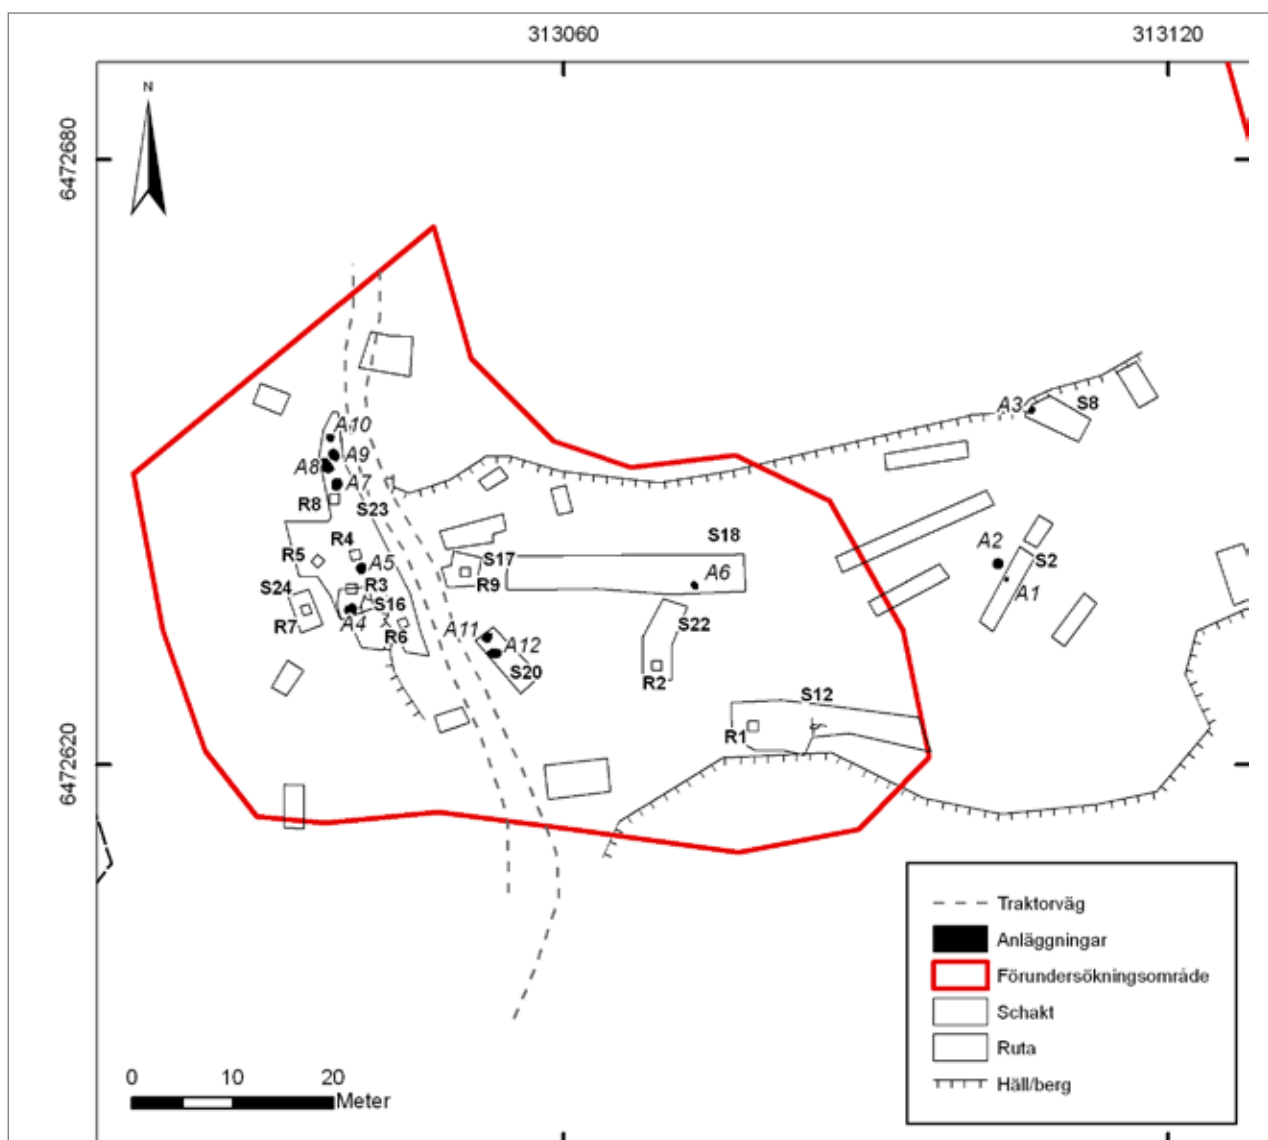 313060
313120
N
6472680
A3
S8
A10
A9
A8
A7
R8
S23
S18
R4
A2
S2
R5
S17
A5
A6
R9
A1
S24
R3
S16
R7
A4
S22
R6
A11
A12
S20
R2
S12
R1
6472620
Traktorväg
Anläggningar
Förundersökningsområde
Schakt
Ruta
Häll/berg
0 10 20
Meter